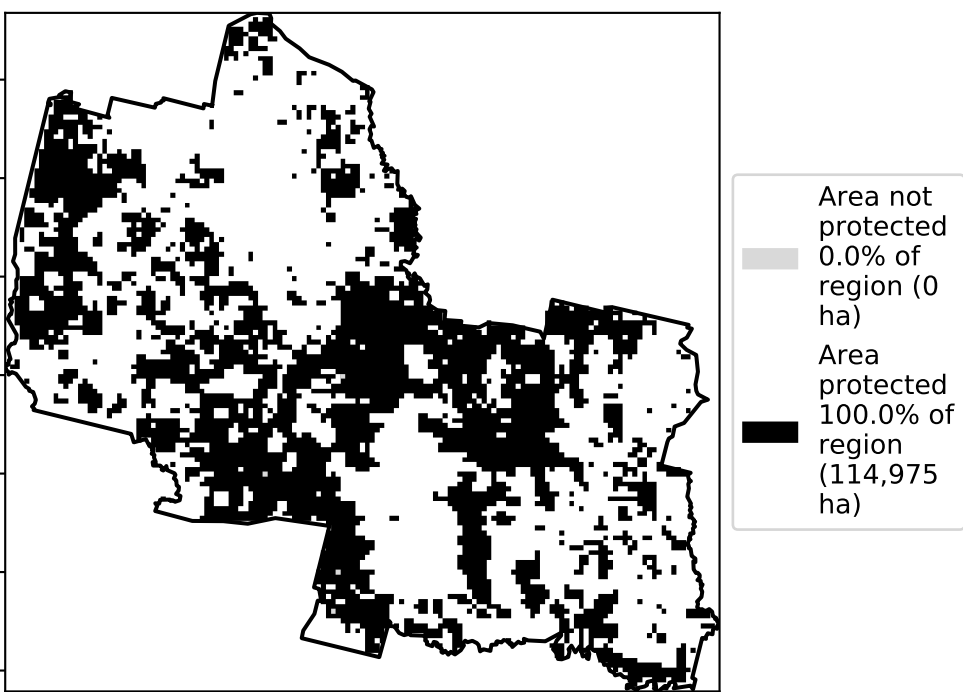 Area not
protected
0.0% of
region (0
ha)
Area
protected
100.0% of
region
(114,975
ha)